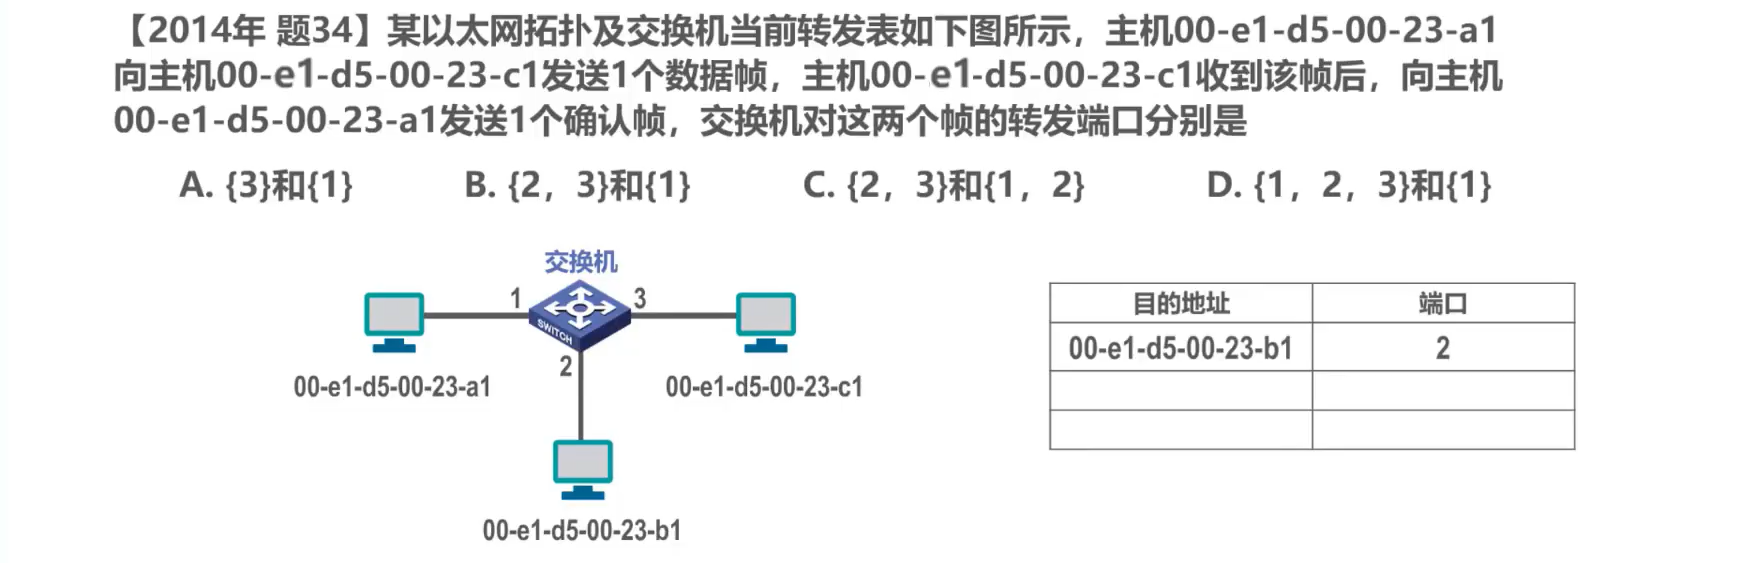 【2014年 题34】某以太网拓扑及交换机当前转发表如下图所示，主机00-e1-d5-00-23-a1
向主机00-e1-d5-00-23-c1发送1个数据帧，主机00-e1-d5-00-23-c1收到该帧后，向主机
00-e1-d5-00-23-a1发送1个确认帧，交换机对这两个帧的转发端口分别是
A. {3}和{1} B. {2，3}和{1} C. {2，3}和{1，2} D. {1，2，3}和{1}
交换机
1 3
SWITCH
2
00-e1-d5-00-23-a1 00-e1-d5-00-23-c1
00-e1-d5-00-23-b1
目的地址 端口
00-e1-d5-00-23-b1 2